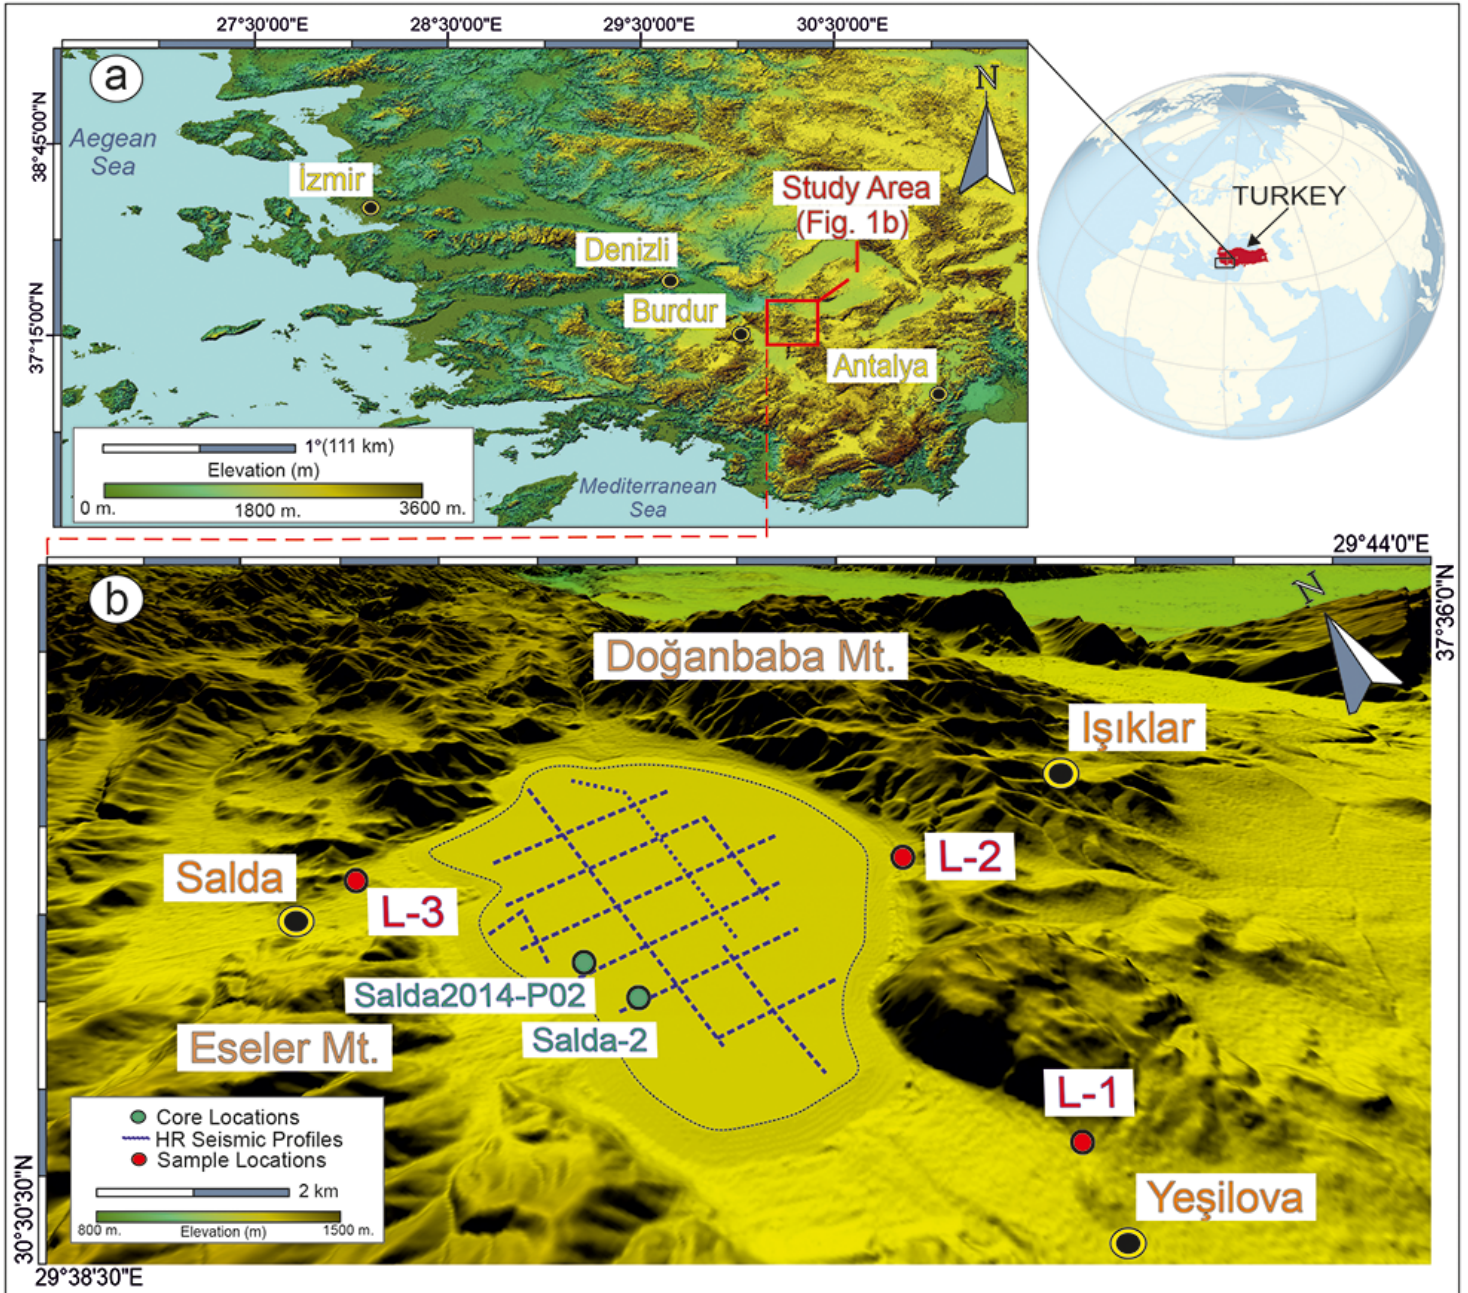 27°30'00"E
28°30'00"E
29°30'00"E
30°30'00"E
a
N
38°45'00"N
37°15'00"N
Aegean
Sea
İzmir
Study Area
(Fig. 1b)
Denizli
Burdur
Antalya
TURKEY
1°(111 km)
Elevation (m)
0 m.
1800 m.
3600 m.
Mediterranean
Sea
29°44'0"E
37°36'0"N
b
N
Doğanbaba Mt.
Işıklar
L-2
Salda
L-3
Salda2014-P02
Salda-2
Eseler Mt.
L-1
Yeşilova
Core Locations
HR Seismic Profiles
Sample Locations
2 km
800 m.
Elevation (m)
1500 m.
30°30'30"N
29°38'30"E